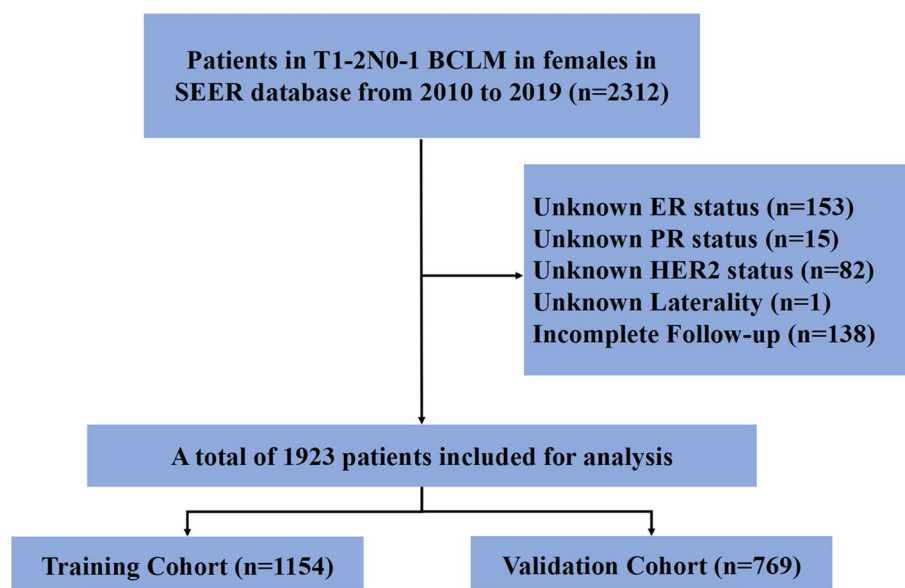 Patients in T1-2N0-1 BCLM in females in
SEER database from 2010 to 2019 (n=2312)
Unknown ER status (n=153)
Unknown PR status (n=15)
Unknown HER2 status (n=82)
Unknown Laterality (n=1)
Incomplete Follow-up (n=138)
A total of 1923 patients included for analysis
Training Cohort (n=1154)
Validation Cohort (n=769)